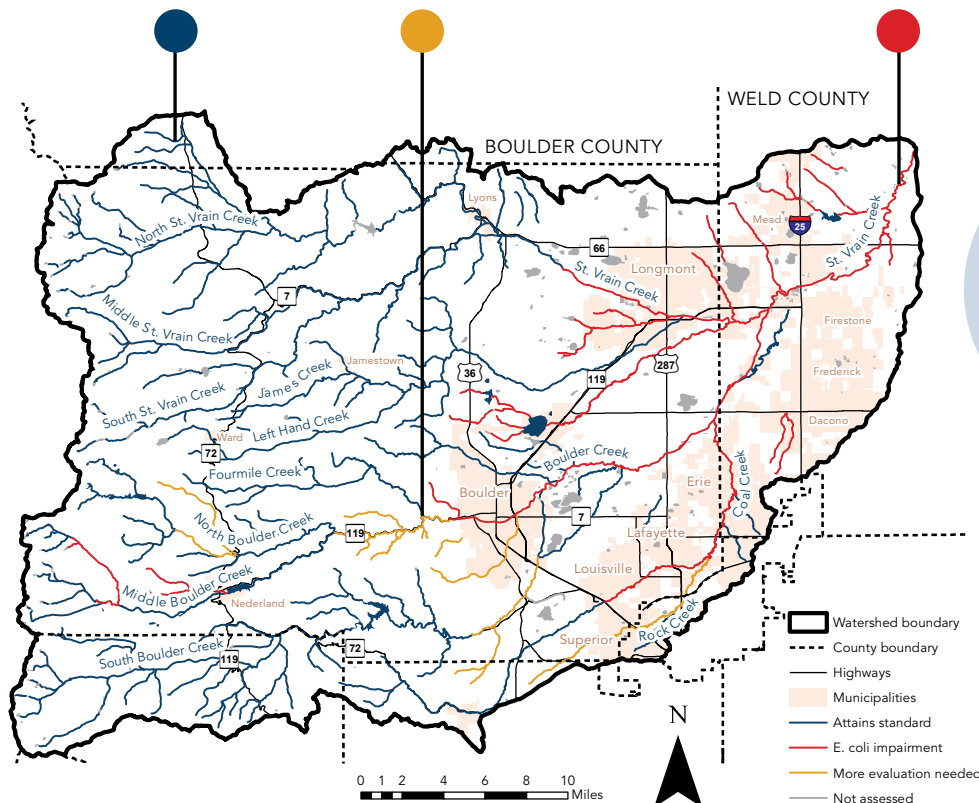 WELD COUNTY
BOULDER COUNTY
Lyons
Mead
25
North St. Vrain Creek
St. Vrain Creek
66
Longmont
St. Vrain Creek
7
Middle St. Vrain Creek
Firestone
Jamestown
James Creek
36
119
287
Frederick
South St. Vrain Creek
Left Hand Creek
Dacono
Ward
72
Boulder Creek
Fourmile Creek
Boulder
Erie
Coal Creek
North Boulder Creek
119
7
Lafayette
Louisville
Middle Boulder Creek
Nederland
Superior
Rock Creek
South Boulder Creek
119
72
Watershed boundary
County boundary
Highways
Municipalities
Attains standard
E. coli impairment
More evaluation needed
Not assessed
N
0 1 2 4 6 8 10
Miles